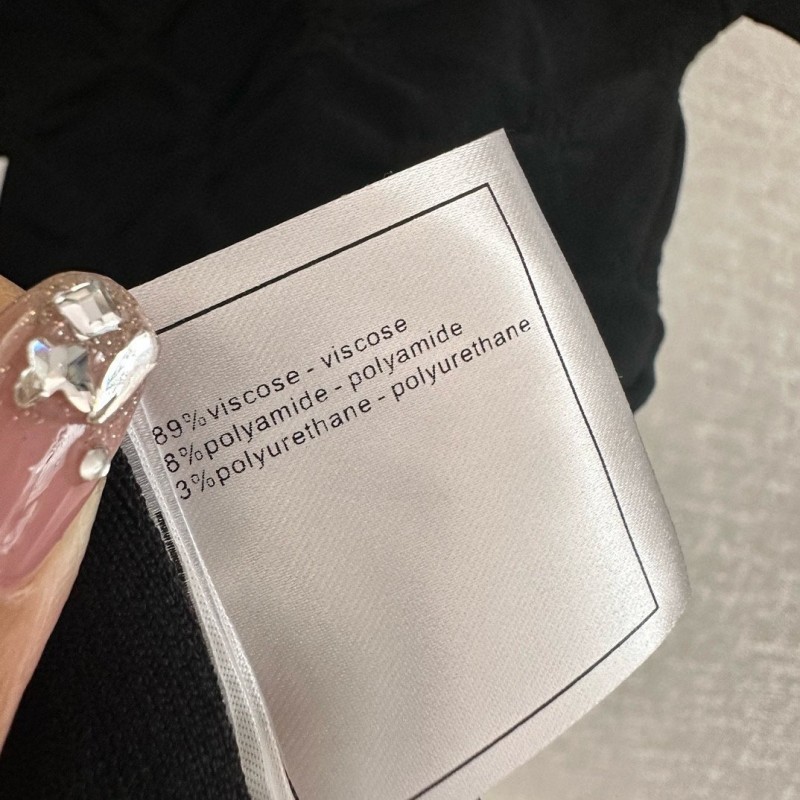 89%viscose - viscose
8%polyamide - polyamide
3%polyurethane - polyurethane